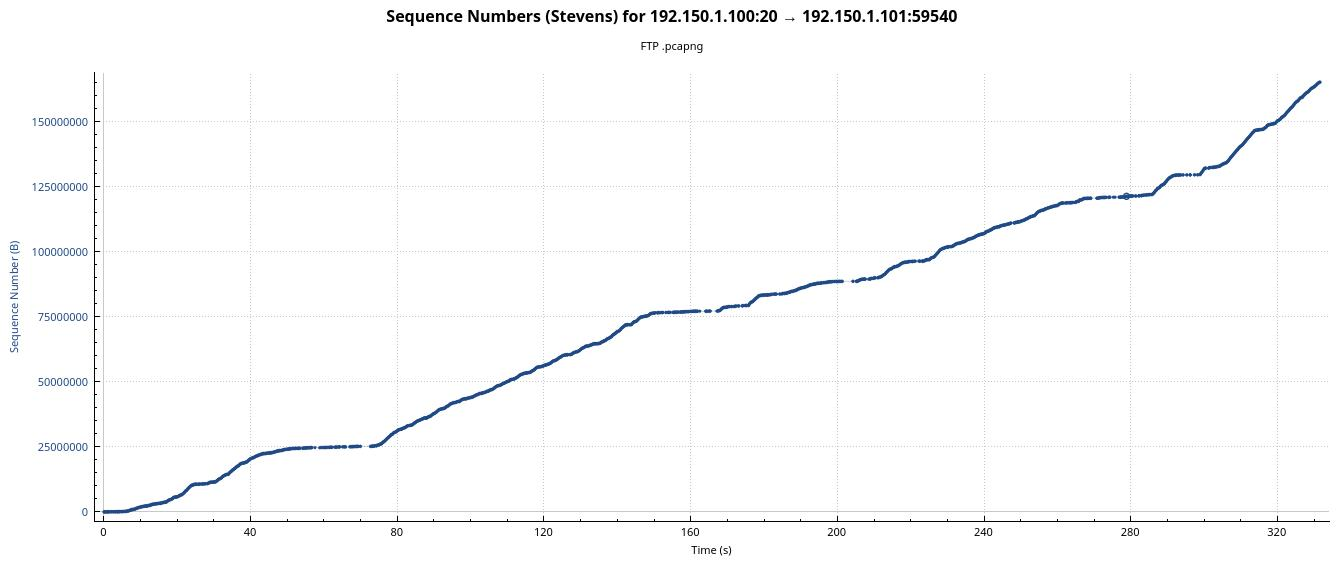 Sequence Numbers (Stevens) for 192.150.1.100:20 → 192.150.1.101:59540
FTP .pcapng
Sequence Number (B)
150000000
125000000
100000000
75000000
50000000
25000000
0
0 40 80 120 160 200 240 280 320
Time (s)